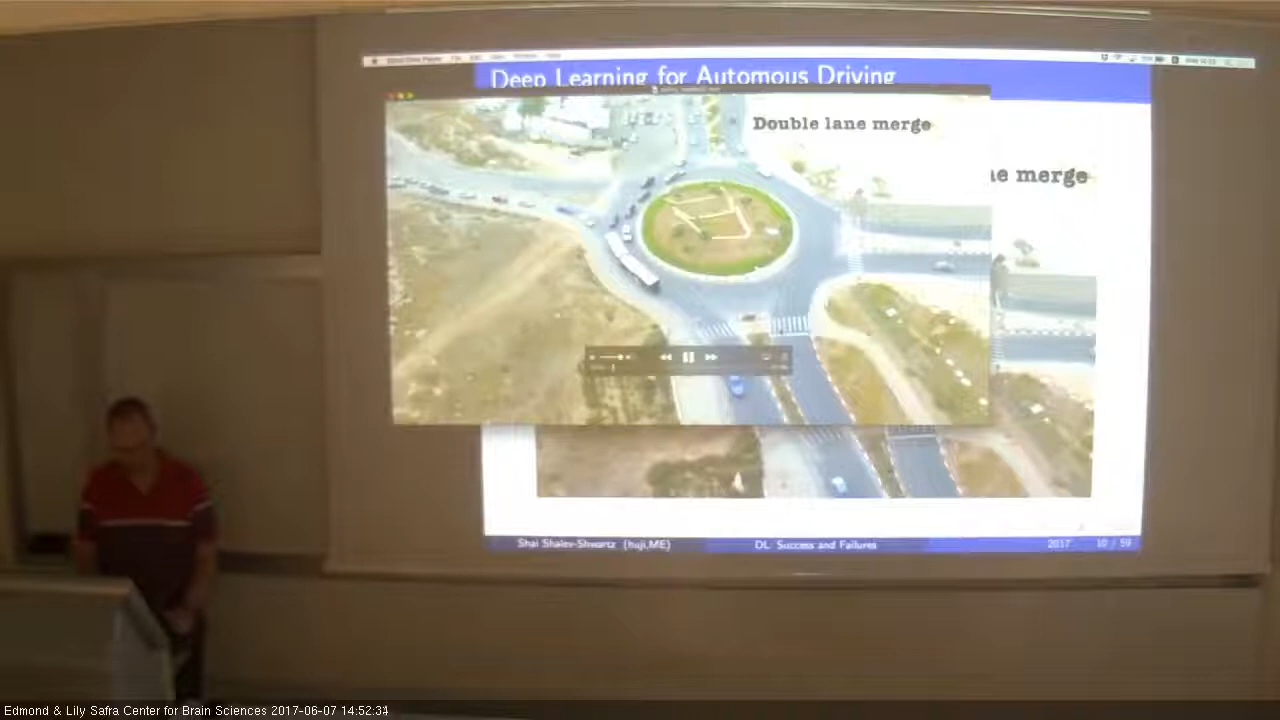 Deep Learning for Automous Driving
Double lane merge
merge
Shai Shalev-Shwartz (huji,ME)
DL: Success and Failures
2017
10 / 59
Edmond & Lily Safra Center for Brain Sciences 2017-06-07 14:52:34